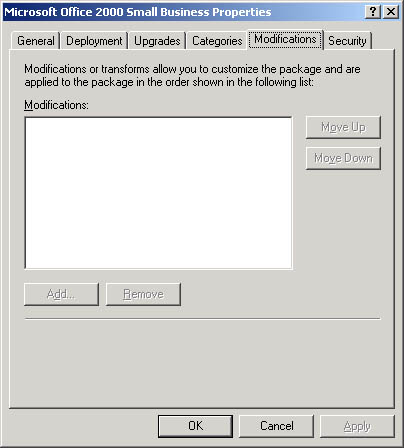 Microsoft Office 2000 Small Business Properties
General Deployment Upgrades Categories Modifications Security
Modifications or transforms allow you to customize the package and are
applied to the package in the order shown in the following list:
Modifications:
Move Up
Move Down
Add... Remove
OK Cancel Apply